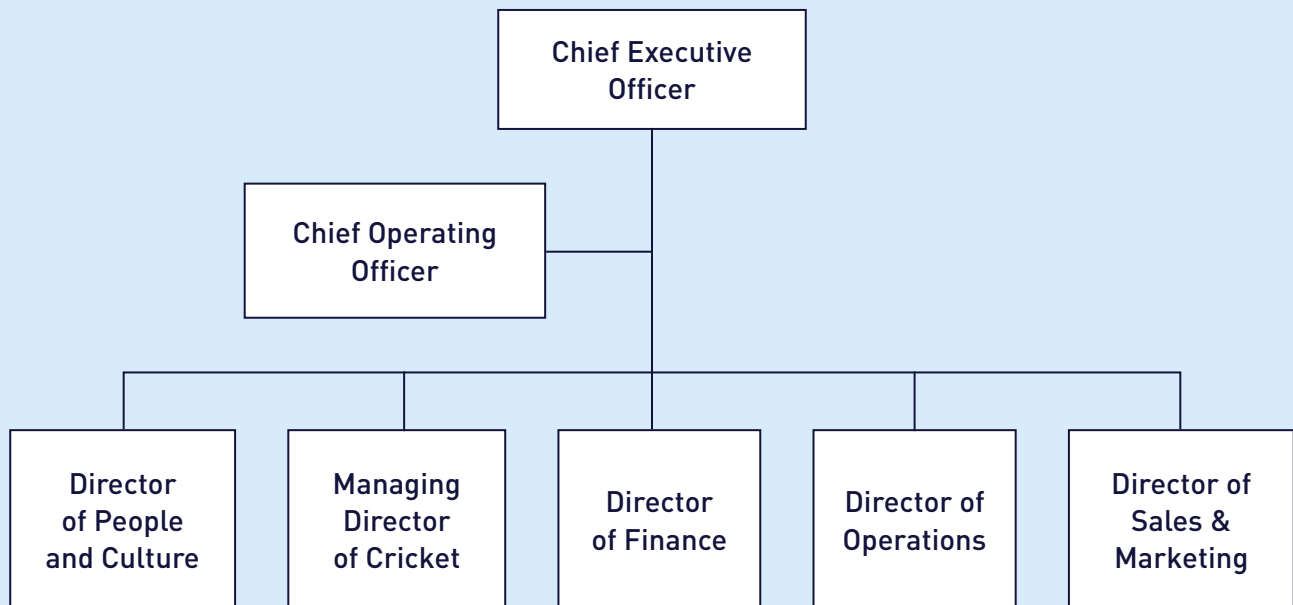 Chief Executive
Officer
Chief Operating
Officer
Director
of People
and Culture
Managing
Director
of Cricket
Director
of Finance
Director of
Operations
Director of
Sales &
Marketing